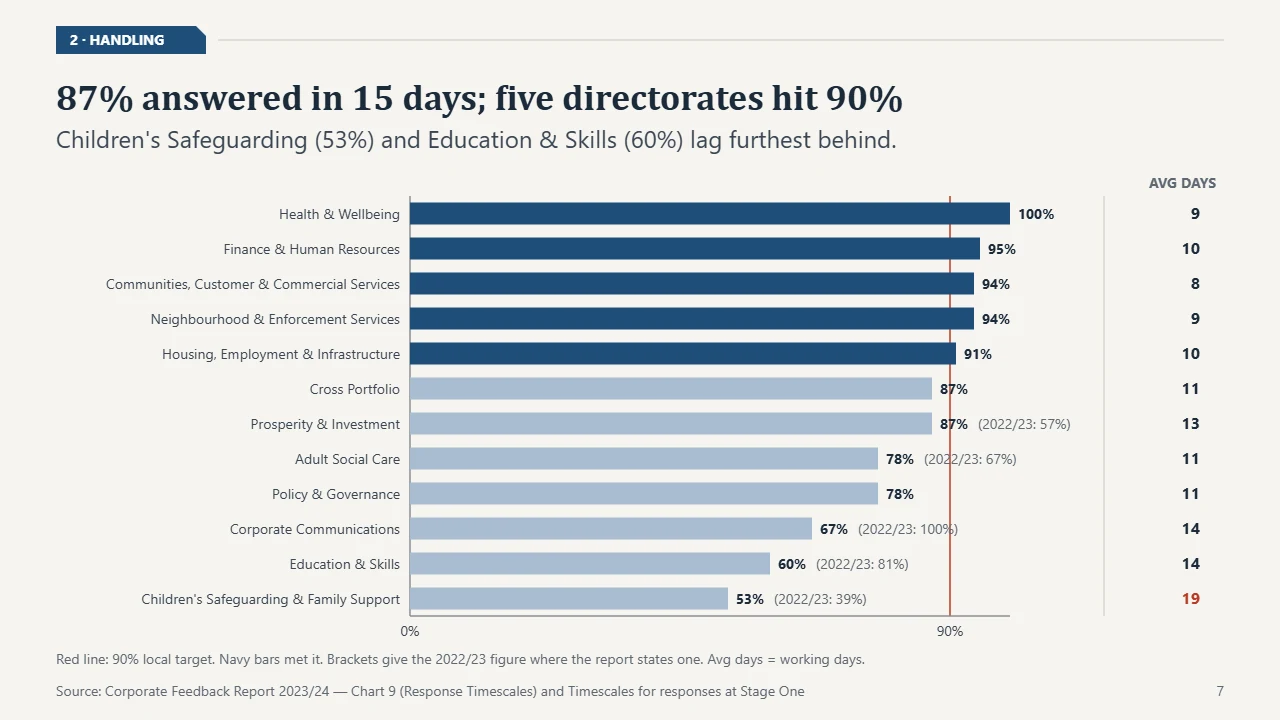 2 · HANDLING
87% answered in 15 days; five directorates hit 90%
Children's Safeguarding (53%) and Education & Skills (60%) lag furthest behind.
AVG DAYS
Health & Wellbeing 100% 9
Finance & Human Resources 95% 10
Communities, Customer & Commercial Services 94% 8
Neighbourhood & Enforcement Services 94% 9
Housing, Employment & Infrastructure 91% 10
Cross Portfolio 87% 11
Prosperity & Investment 87% (2022/23: 57%) 13
Adult Social Care 78% (2022/23: 67%) 11
Policy & Governance 78% 11
Corporate Communications 67% (2022/23: 100%) 14
Education & Skills 60% (2022/23: 81%) 14
Children's Safeguarding & Family Support 53% (2022/23: 39%) 19
0% 90%
Red line: 90% local target. Navy bars met it. Brackets give the 2022/23 figure where the report states one. Avg days = working days.
Source: Corporate Feedback Report 2023/24 — Chart 9 (Response Timescales) and Timescales for responses at Stage One 7